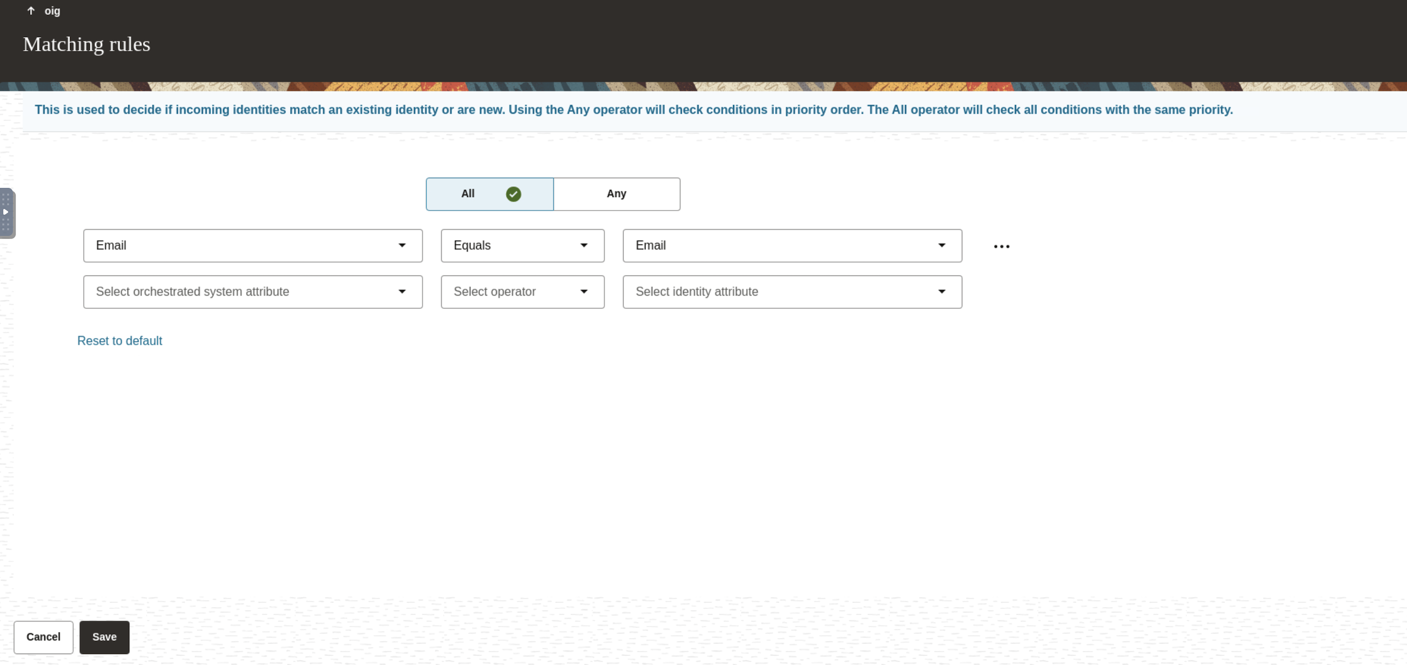 oig
Matching rules
This is used to decide if incoming identities match an existing identity or are new. Using the Any operator will check conditions in priority order. The All operator will check all conditions with the same priority.
All Any
Email Equals Email
Select orchestrated system attribute Select operator Select identity attribute
Reset to default
Cancel Save